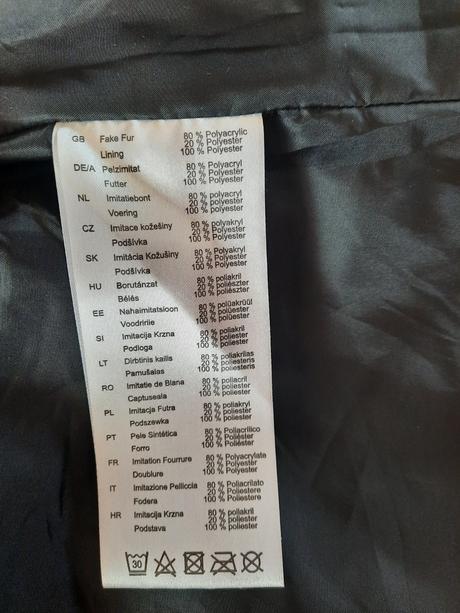 GB Fake Fur 80 % Polyacrylic
20 % Polyester
Lining 100 % Polyester
DE/A Pelzimitat 80 % Polyacryl
20 % Polyester
Futter 100 % Polyester
NL Imitatiebont 80 % polyacryl
20 % Polyester
Voering 100 % Polyester
CZ Imitace kožešiny 80 % polyakryl
20 % Polyester
Podšívka 100 % Polyester
SK Imitácia Kožušiny 80 % Polyakryl
20 % Polyester
Podšívka 100 % Polyester
HU Borutánzat 80 % poliakril
20 % poliészter
Bélés 100 % poliészter
EE Nahaimitatsioon 80 % polüakrüül
20 % polüester
Voodririie 100 % polüester
SI Imitacija Krzna 80 % poliakril
20 % poliester
Podloga 100 % poliester
LT Dirbtinis kailis 80 % poliakrilas
20 % poliesteris
Pamušalas 100 % poliesteris
RO Imitatie de Blana 80 % poliacril
20 % poliester
Captuseala 100 % poliester
PL Imitacja Futra 80 % poliakryl
20 % poliester
Podszewka 100 % poliester
PT Pele Sintética 80 % Poliacrilico
20 % Poliéster
Forro 100 % Poliéster
FR Imitation Fourrure 80 % Polyacrylate
20 % Polyester
Doublure 100 % Polyester
IT Imitazione Pelliccia 80 % Poliacrilato
20 % Poliestere
Fodera 100 % Poliestere
HR Imitacija Krzna 80 % poliakril
20 % poliester
Podstava 100 % poliester
30